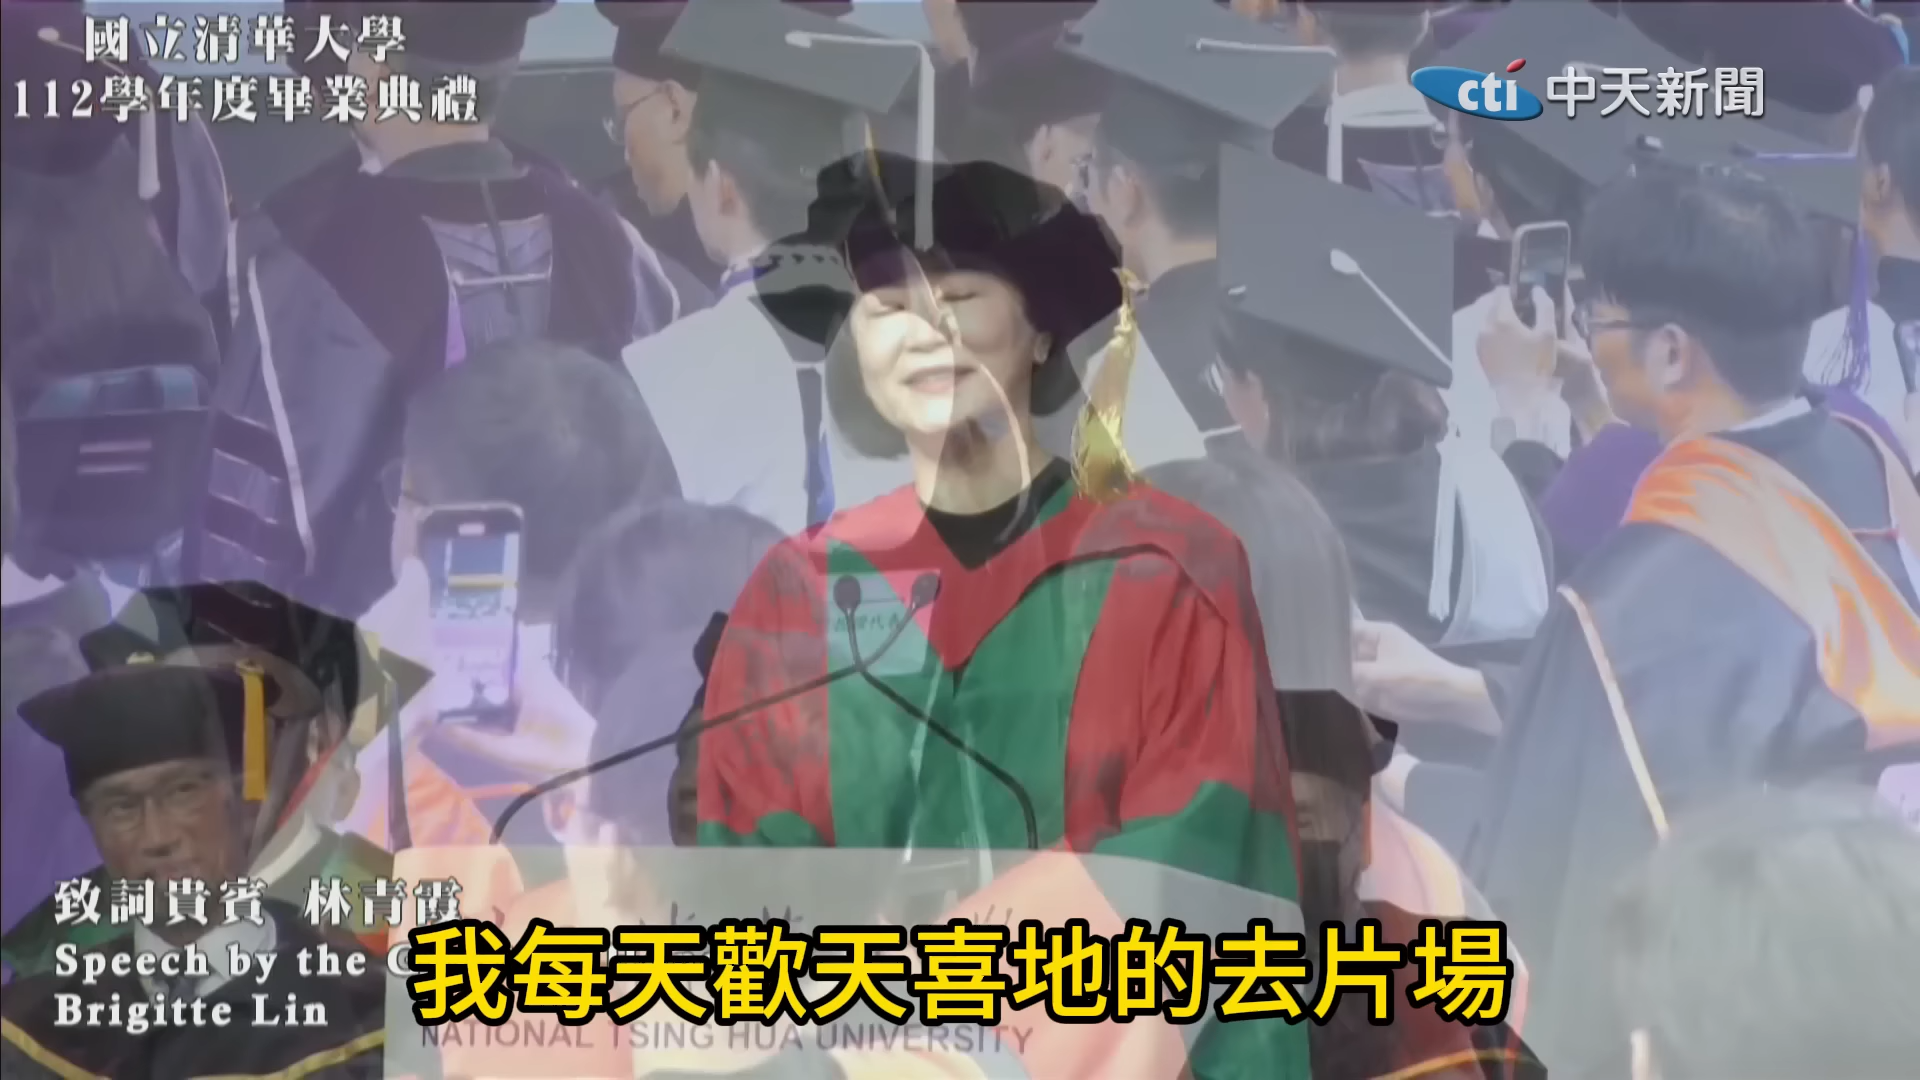 國立清華大學
112學年度畢業典禮
cti 中天新聞
致詞貴賓 林青霞
Speech by the
Brigitte Lin
我每天歡天喜地的去片場
NATIONAL TSING HUA UNIVERSITY